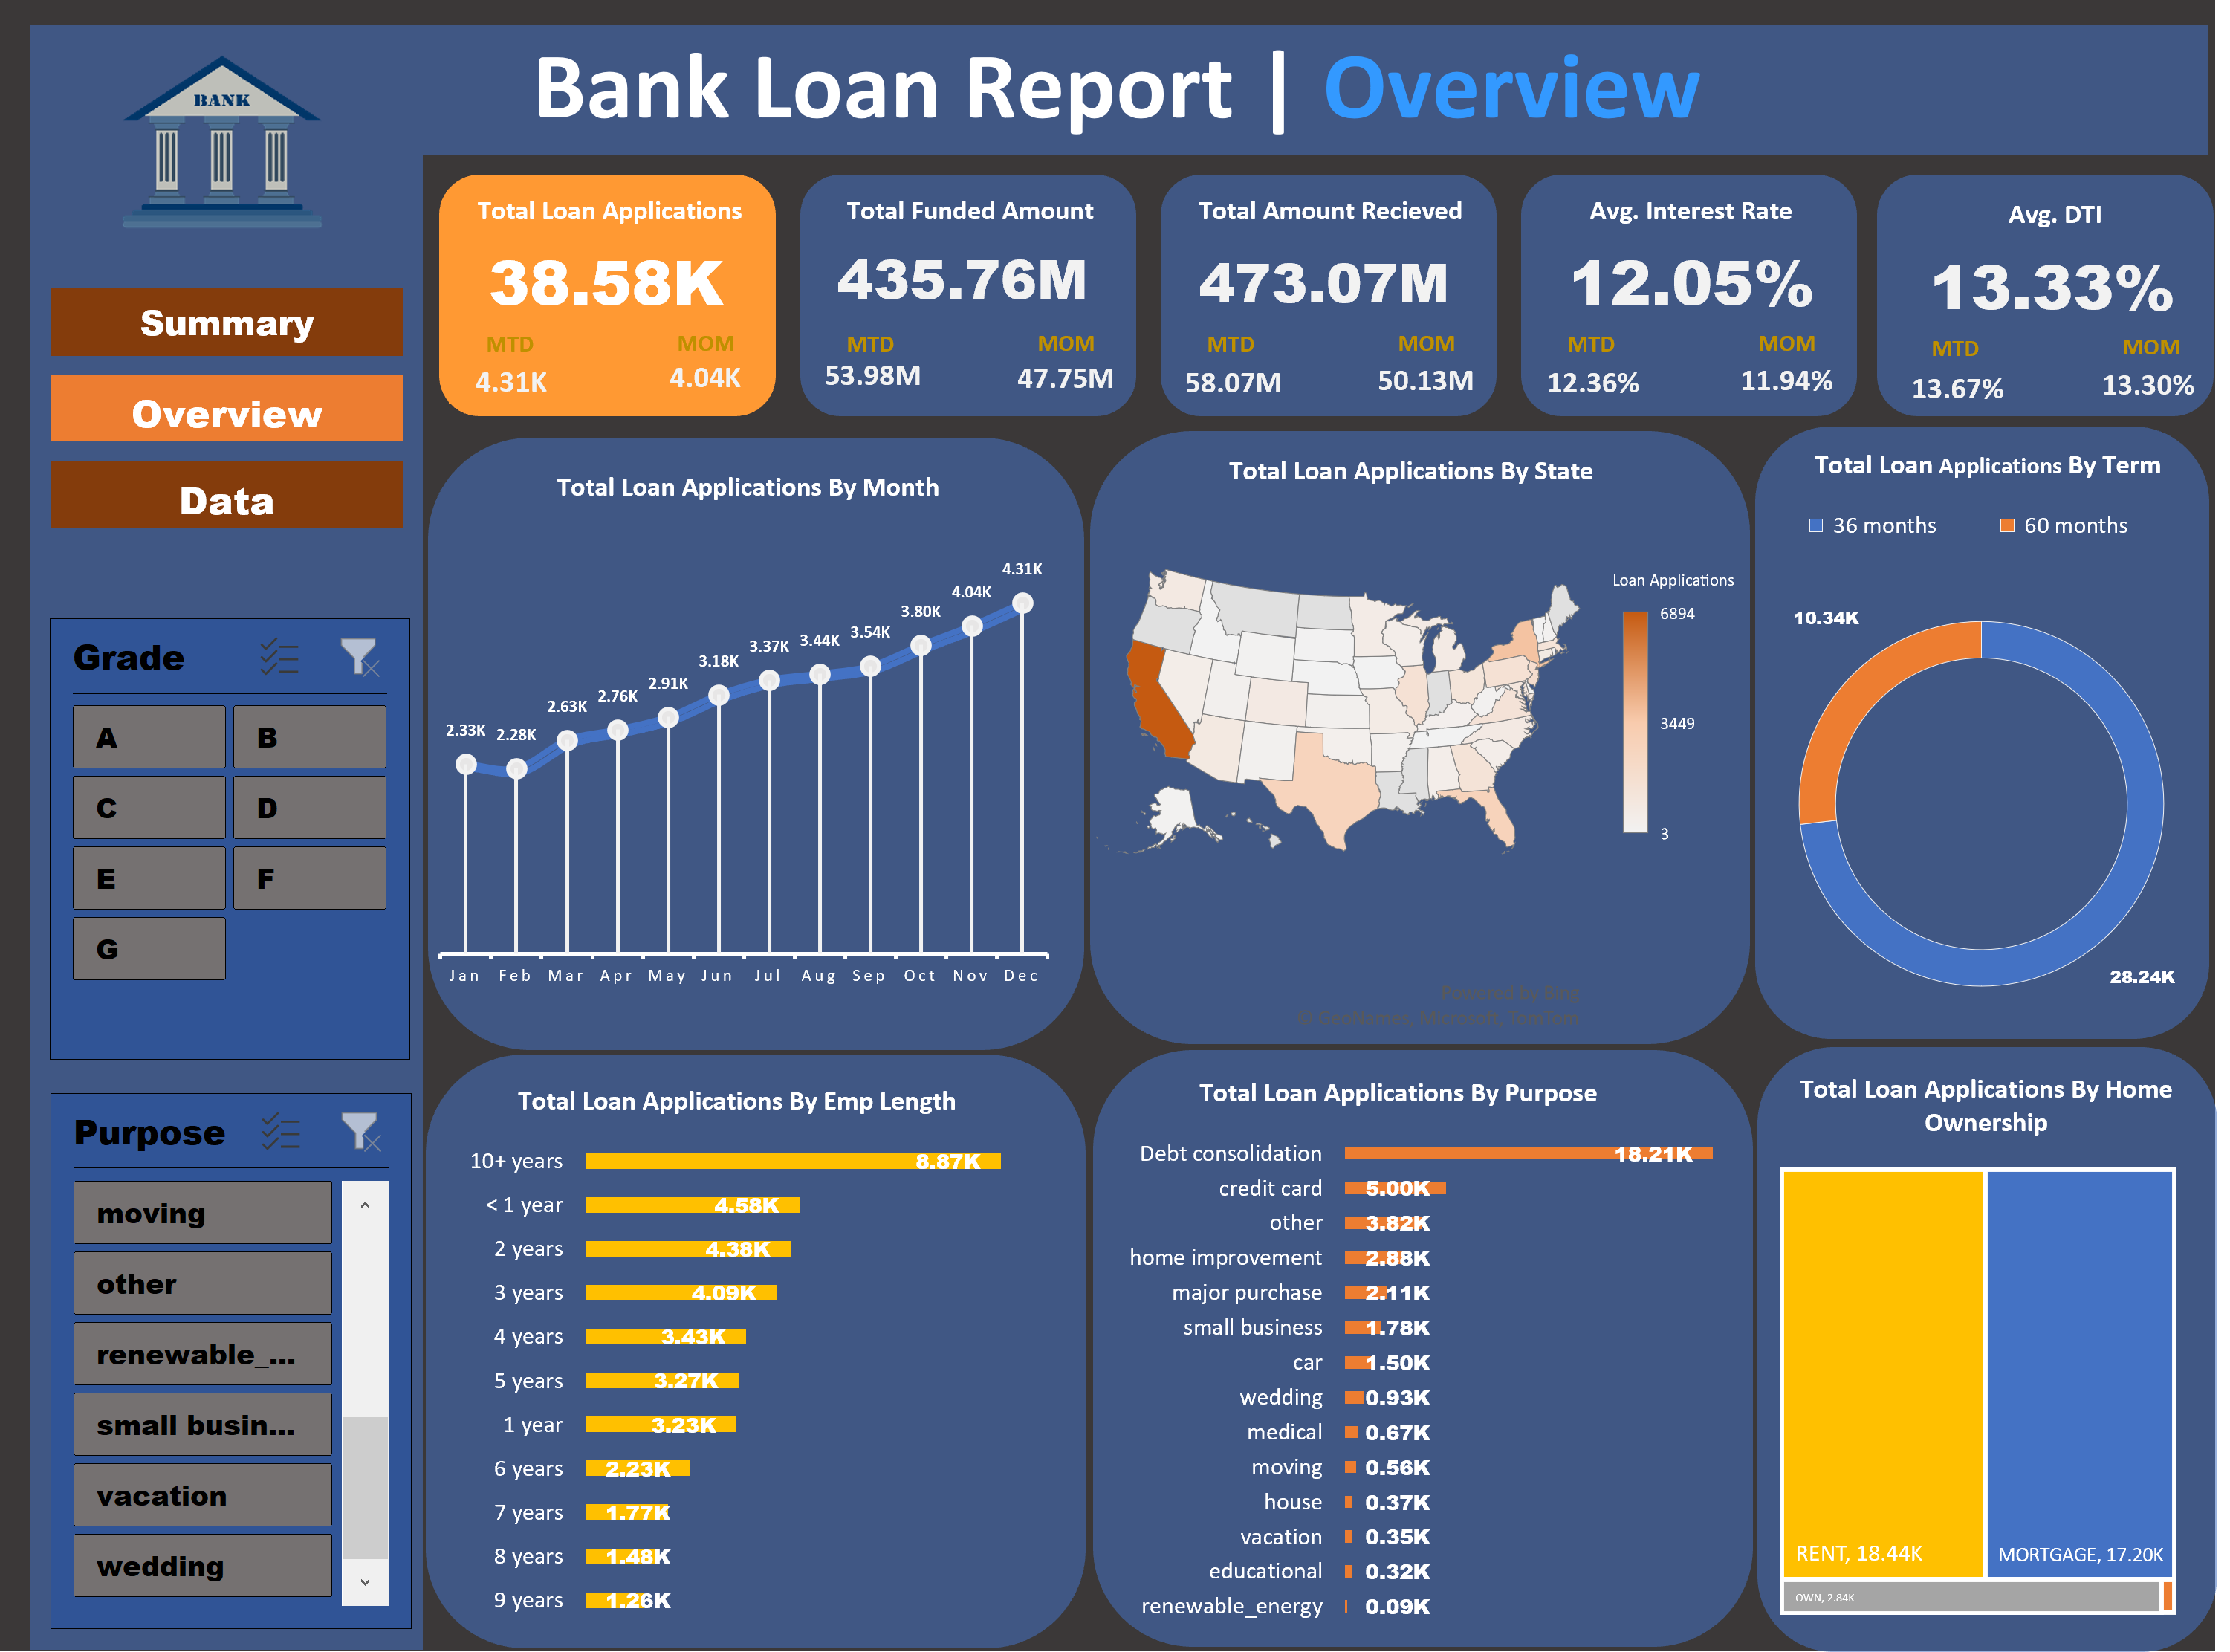 BANK
Bank Loan Report | Overview
Summary
Overview
Data
Total Loan Applications
38.58K
MTD MOM
4.31K 4.04K
Total Funded Amount
435.76M
MTD MOM
53.98M 47.75M
Total Amount Recieved
473.07M
MTD MOM
58.07M 50.13M
Avg. Interest Rate
12.05%
MTD MOM
12.36% 11.94%
Avg. DTI
13.33%
MTD MOM
13.67% 13.30%
Grade
A B
C D
E F
G
Purpose
moving
other
renewable_...
small busin...
vacation
wedding
Total Loan Applications By Month
2.33K 2.28K 2.63K 2.76K 2.91K 3.18K 3.37K 3.44K 3.54K 3.80K 4.04K 4.31K
Jan Feb Mar Apr May Jun Jul Aug Sep Oct Nov Dec
Total Loan Applications By State
Loan Applications
6894
3449
3
Powered by Bing
© GeoNames, Microsoft, TomTom
Total Loan Applications By Term
36 months 60 months
10.34K
28.24K
Total Loan Applications By Emp Length
10+ years 8.87K
< 1 year 4.58K
2 years 4.38K
3 years 4.09K
4 years 3.43K
5 years 3.27K
1 year 3.23K
6 years 2.23K
7 years 1.77K
8 years 1.48K
9 years 1.26K
Total Loan Applications By Purpose
Debt consolidation 18.21K
credit card 5.00K
other 3.82K
home improvement 2.88K
major purchase 2.11K
small business 1.78K
car 1.50K
wedding 0.93K
medical 0.67K
moving 0.56K
house 0.37K
vacation 0.35K
educational 0.32K
renewable_energy 0.09K
Total Loan Applications By Home
Ownership
RENT, 18.44K
MORTGAGE, 17.20K
OWN, 2.84K